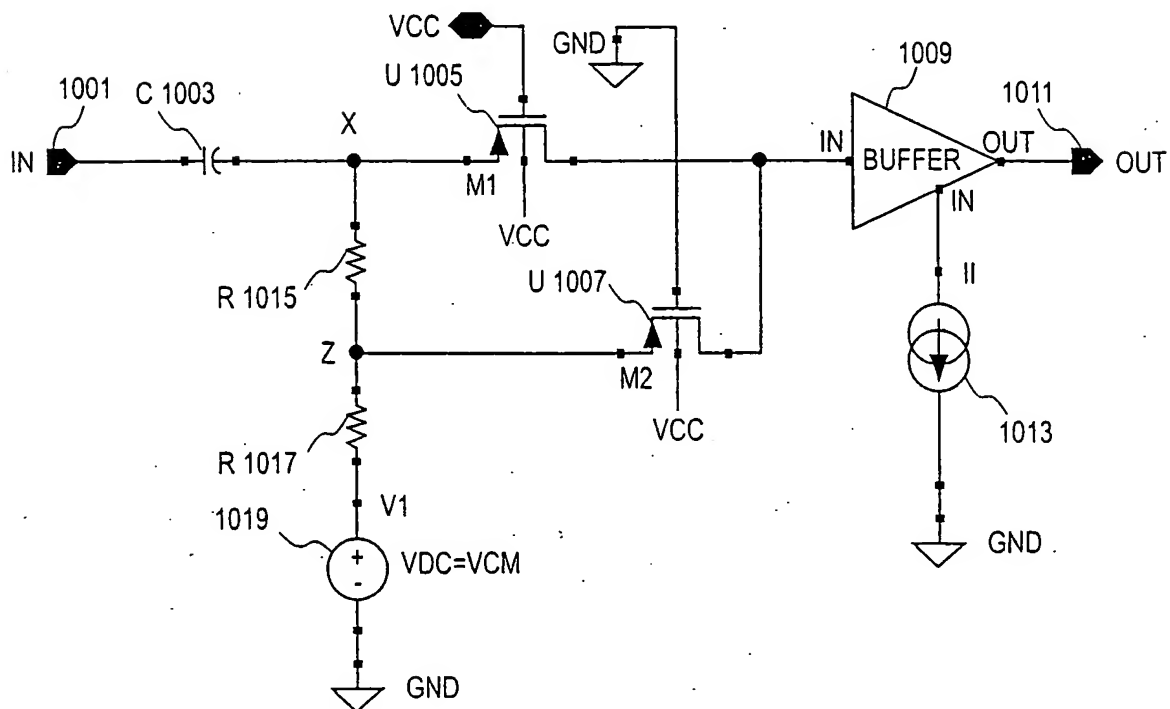 VCC
GND
1009
1001
C 1003
U 1005
1011
X
IN
IN
BUFFER
OUT
OUT
M1
IN
VCC
II
R 1015
U 1007
Z
M2
1013
VCC
R 1017
V1
1019
VDC=VCM
GND
GND